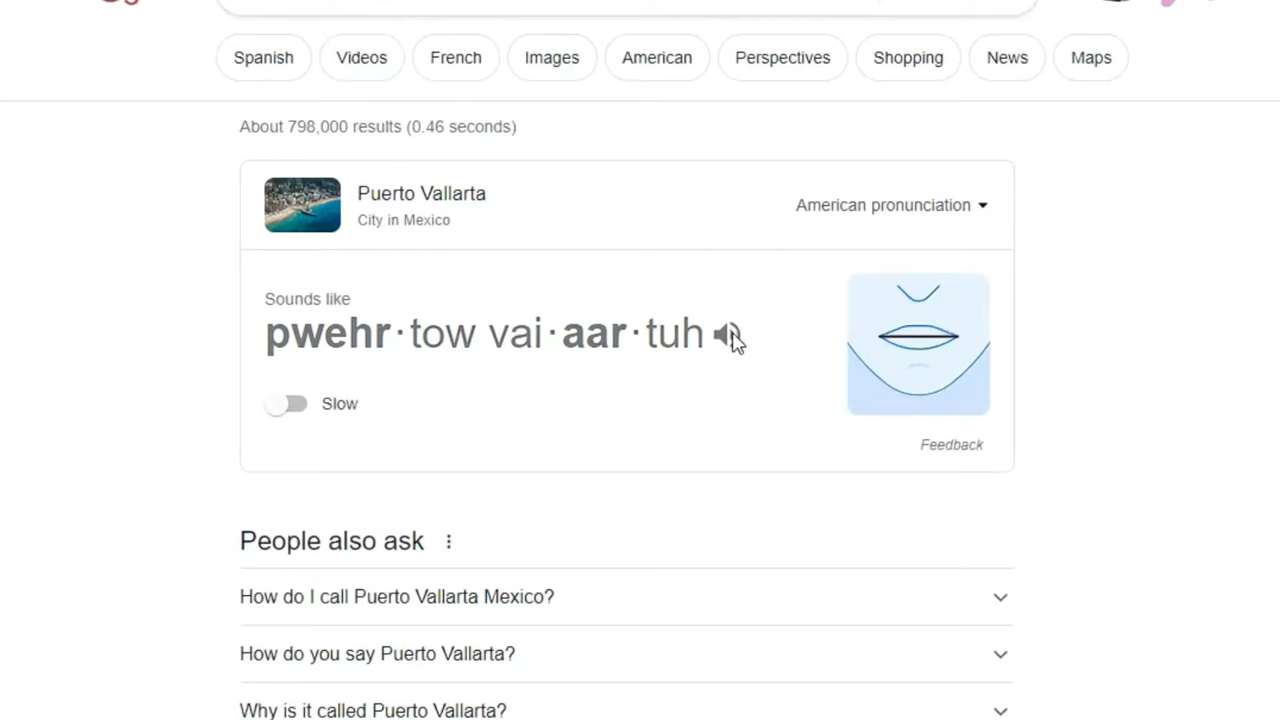 Spanish Videos French Images American Perspectives Shopping News Maps
About 798,000 results (0.46 seconds)
Puerto Vallarta
City in Mexico
American pronunciation
Sounds like
pwehr·tow vai·aar·tuh
Slow
Feedback
People also ask
How do I call Puerto Vallarta Mexico?
How do you say Puerto Vallarta?
Why is it called Puerto Vallarta?